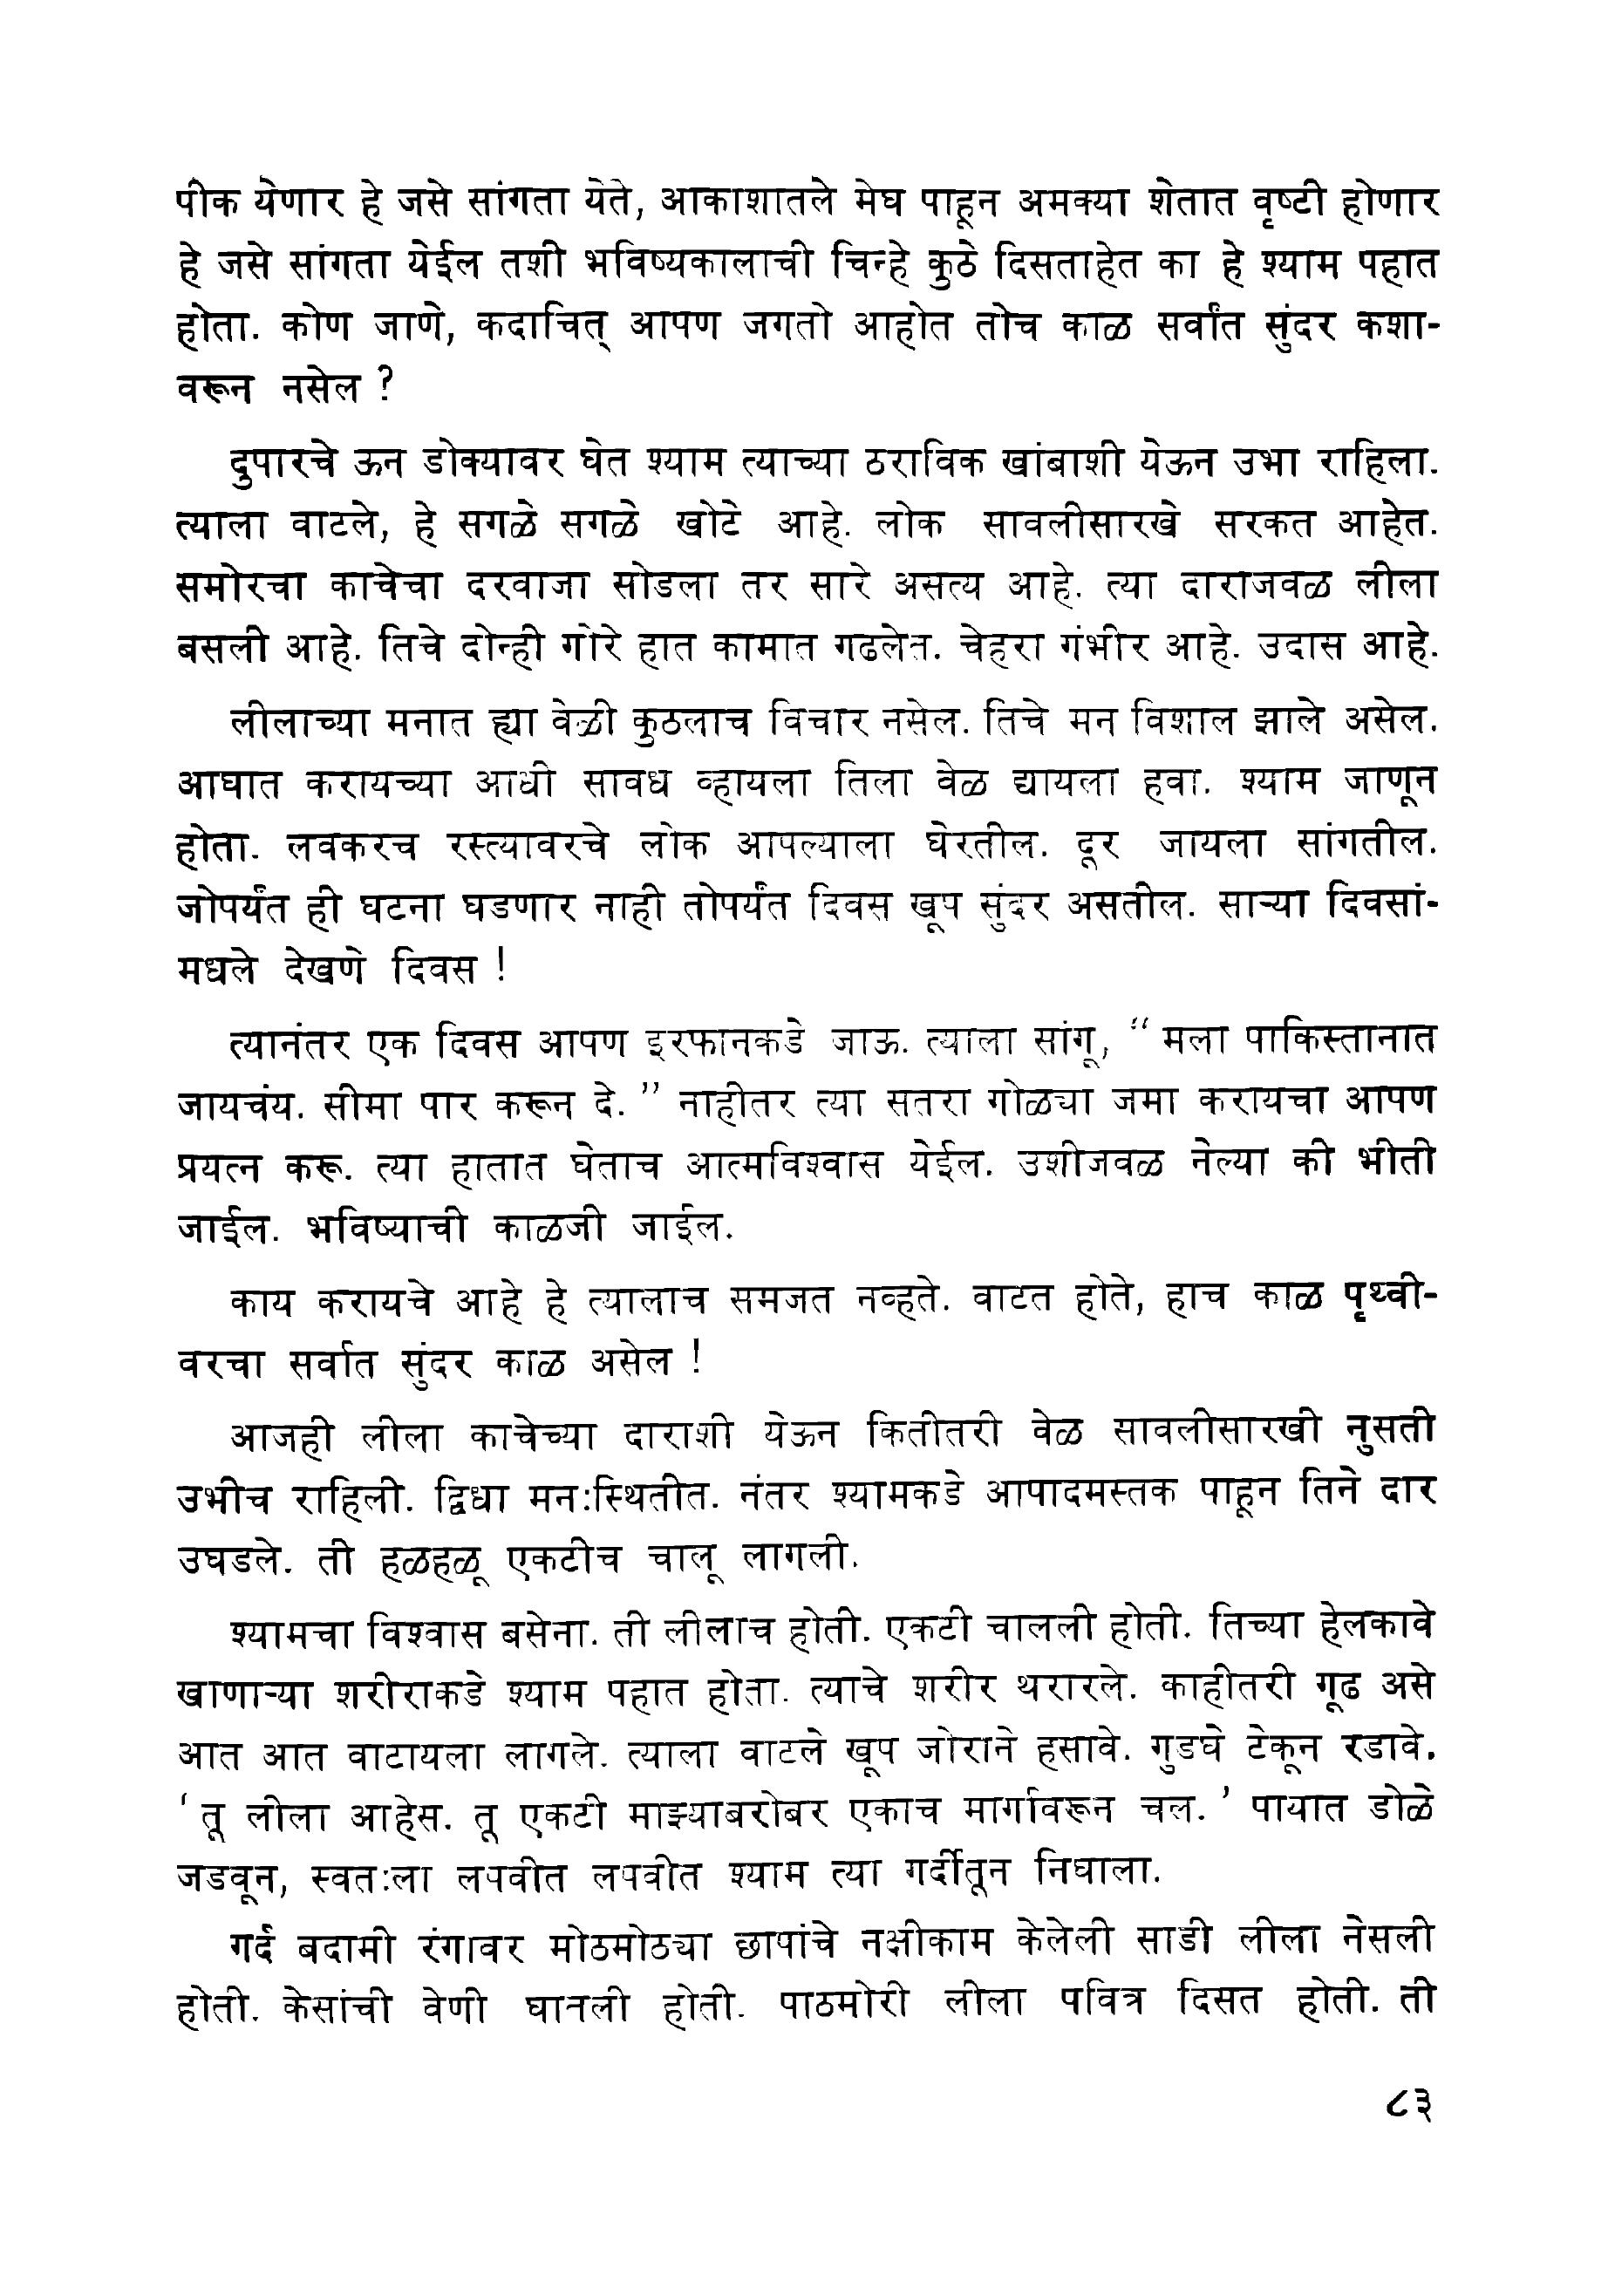 पीक येणार हे जसे सांगता येते, आकाशातले मेघ पाहून अमक्या शेतात वृष्टी होणार
हे जसे सांगता येईल तशी भविष्यकालाची चिन्हे कुठे दिसताहेत का हे श्याम पहात
होता. कोण जाणे, कदाचित् आपण जगतो आहोत तोच काळ सर्वांत सुंदर कशा-
वरून नसेल ?
दुपारचे ऊन डोक्यावर घेत श्याम त्याच्या ठराविक खांबाशी येऊन उभा राहिला.
त्याला वाटले, हे सगळे सगळे खोटे आहे. लोक सावलीसारखे सरकत आहेत.
समोरचा काचेचा दरवाजा सोडला तर सारे असत्य आहे. त्या दाराजवळ लीला
बसली आहे. तिचे दोन्ही गोरे हात कामात गढलेत. चेहरा गंभीर आहे. उदास आहे.
लीलाच्या मनात ह्या वेळी कुठलाच विचार नसेल. तिचे मन विशाल झाले असेल.
आघात करायच्या आधी सावध व्हायला तिला वेळ द्यायला हवा. श्याम जाणून
होता. लवकरच रस्त्यावरचे लोक आपल्याला घेरतील. दूर जायला सांगतील.
जोपर्यंत ही घटना घडणार नाही तोपर्यंत दिवस खूप सुंदर असतील. साऱ्या दिवसां-
मधले देखणे दिवस !
त्यानंतर एक दिवस आपण इरफानकडे जाऊ. त्याला सांगू, “ मला पाकिस्तानात
जायचंय. सीमा पार करून दे. ” नाहीतर त्या सतरा गोळ्या जमा करायचा आपण
प्रयत्न करू. त्या हातात घेताच आत्मविश्वास येईल. उशीजवळ नेल्या की भीती
जाईल. भविष्याची काळजी जाईल.
काय करायचे आहे हे त्यालाच समजत नव्हते. वाटत होते, हाच काळ पृथ्वी-
वरचा सर्वात सुंदर काळ असेल !
आजही लीला काचेच्या दाराशी येऊन कितीतरी वेळ सावलीसारखी नुसती
उभीच राहिली. द्विधा मनःस्थितीत. नंतर श्यामकडे आपादमस्तक पाहून तिने दार
उघडले. ती हळहळू एकटीच चालू लागली.
श्यामचा विश्वास बसेना. ती लीलाच होती. एकटी चालली होती. तिच्या हेलकावे
खाणाऱ्या शरीराकडे श्याम पहात होता. त्याचे शरीर थरारले. काहीतरी गूढ असे
आत आत वाटायला लागले. त्याला वाटले खूप जोराने हसावे. गुडघे टेकून रडावे.
‘ तू लीला आहेस. तू एकटी माझ्याबरोबर एकाच मार्गावरून चल. ’ पायात डोळे
जडवून, स्वतःला लपवीत लपवीत श्याम त्या गर्दीतून निघाला.
गर्द बदामी रंगावर मोठमोठ्या छापांचे नक्षीकाम केलेली साडी लीला नेसली
होती. केसांची वेणी घातली होती. पाठमोरी लीला पवित्र दिसत होती. ती
८३